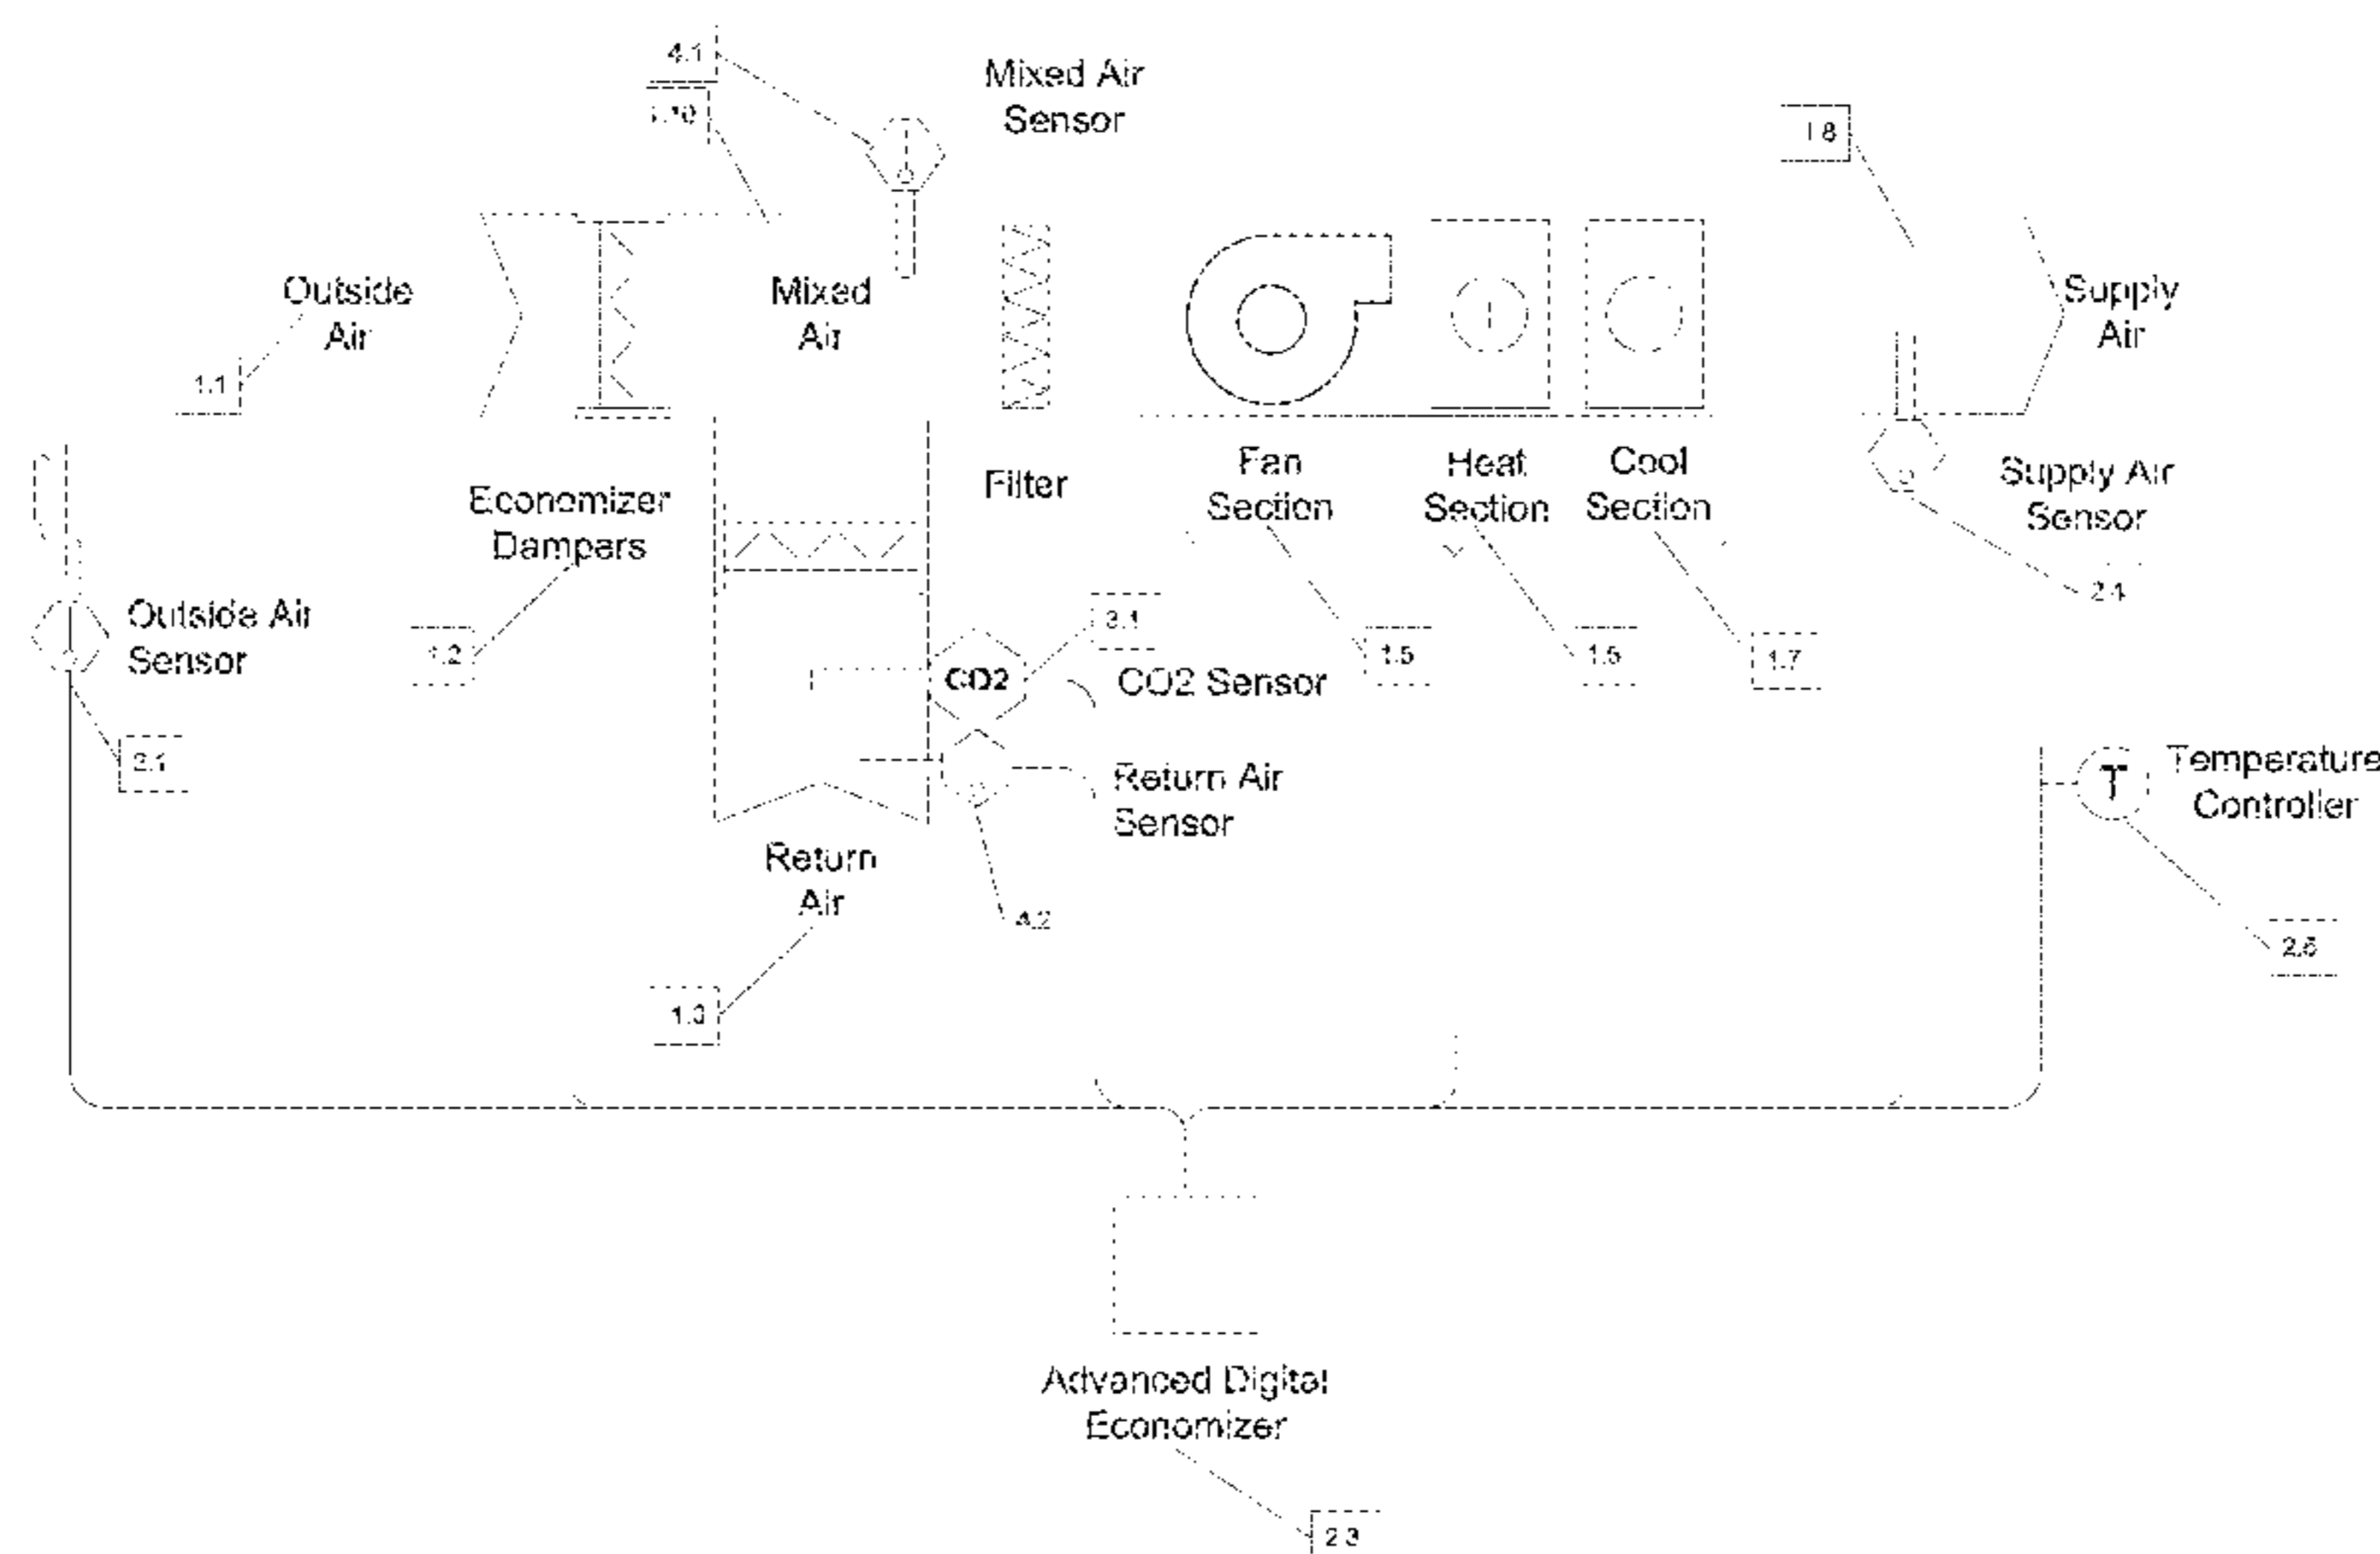 4.1
Mixed Air
Sensor
1.10
1.8
Outside
Air
Mixed
Air
Supply
Air
1.1
Filter
Fan
Section
Heat
Section
Cool
Section
Supply Air
Sensor
Economizer
Dampers
2.4
Outside Air
Sensor
1.2
3.1
1.5
1.7
CO2
CO2 Sensor
Return Air
Sensor
Temperature
Controller
T
Return
Air
4.2
1.3
Advanced Digital
Economizer
2.3